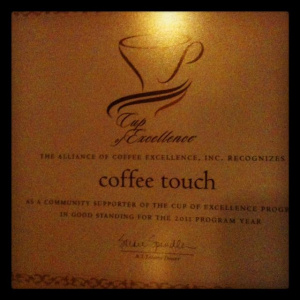 Cup
of Excellence
THE ALLIANCE OF COFFEE EXCELLENCE, INC. RECOGNIZES
coffee touch
AS A COMMUNITY SUPPORTER OF THE CUP OF EXCELLENCE PROG
IN GOOD STANDING FOR THE 2011 PROGRAM YEAR